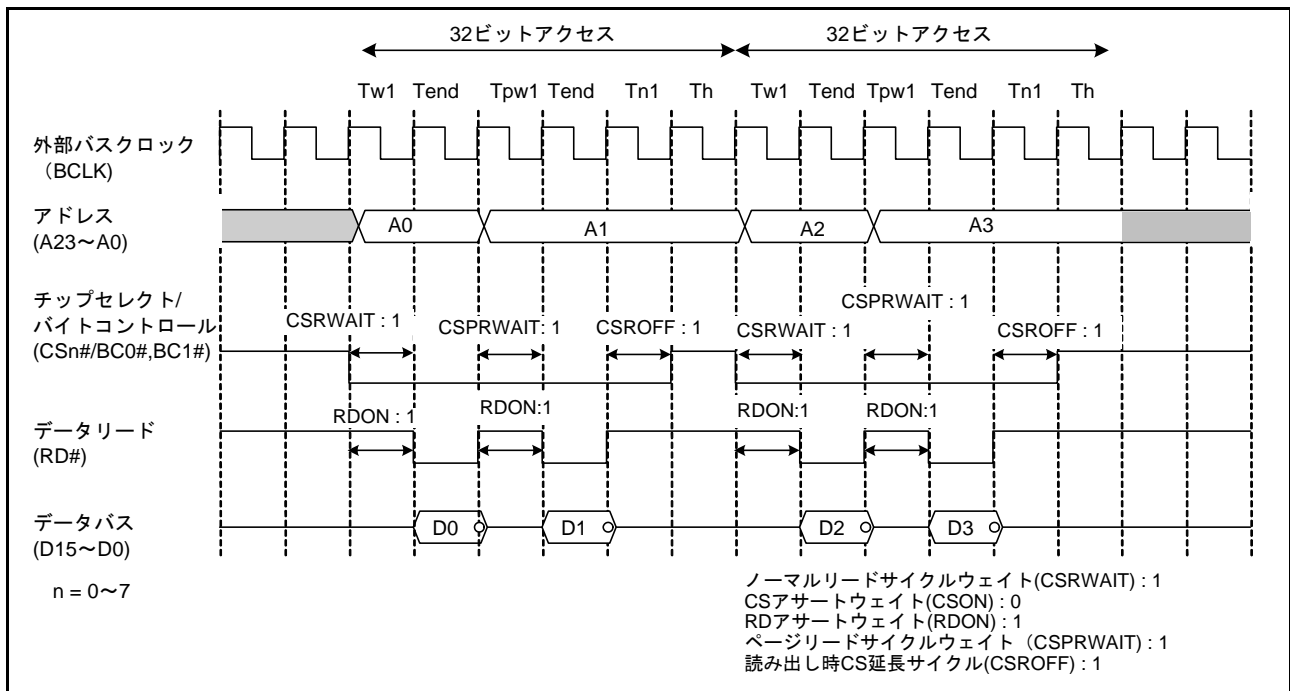 32ビットアクセス 32ビットアクセス
Tw1 Tend Tpw1 Tend Tn1 Th Tw1 Tend Tpw1 Tend Tn1 Th
外部バスクロック
（BCLK)
アドレス
(A23～A0)
A0 A1 A2 A3
チップセレクト/
バイトコントロール
(CSn#/BC0#,BC1#)
CSRWAIT : 1 CSPRWAIT: 1 CSROFF : 1 CSRWAIT : 1 CSPRWAIT : 1 CSROFF : 1
データリード
(RD#)
RDON : 1 RDON:1 RDON:1 RDON:1
データバス
(D15～D0)
D0 D1 D2 D3
n = 0～7
ノーマルリードサイクルウェイト(CSRWAIT) : 1
CSアサートウェイト(CSON) : 0
RDアサートウェイト(RDON) : 1
ページリードサイクルウェイト（CSPRWAIT) : 1
読み出し時CS延長サイクル(CSROFF) : 1